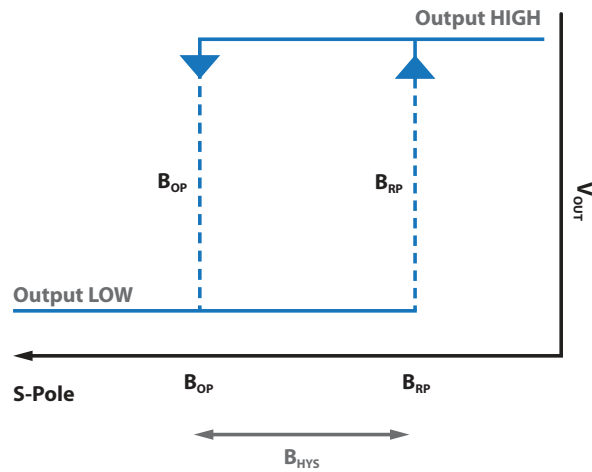 Output HIGH
B_OP
B_RP
V_OUT
Output LOW
S-Pole
B_OP
B_RP
B_HYS